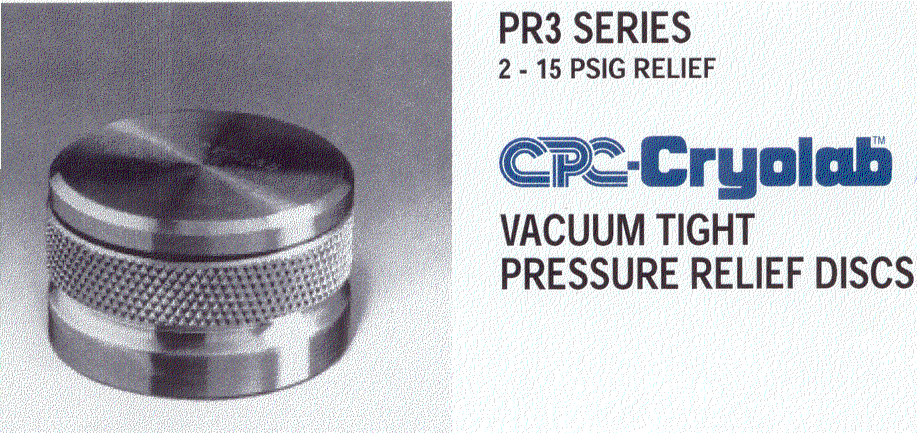 PR3 SERIES
2 - 15 PSIG RELIEF
CPC-Cryolab™
VACUUM TIGHT
PRESSURE RELIEF DISCS